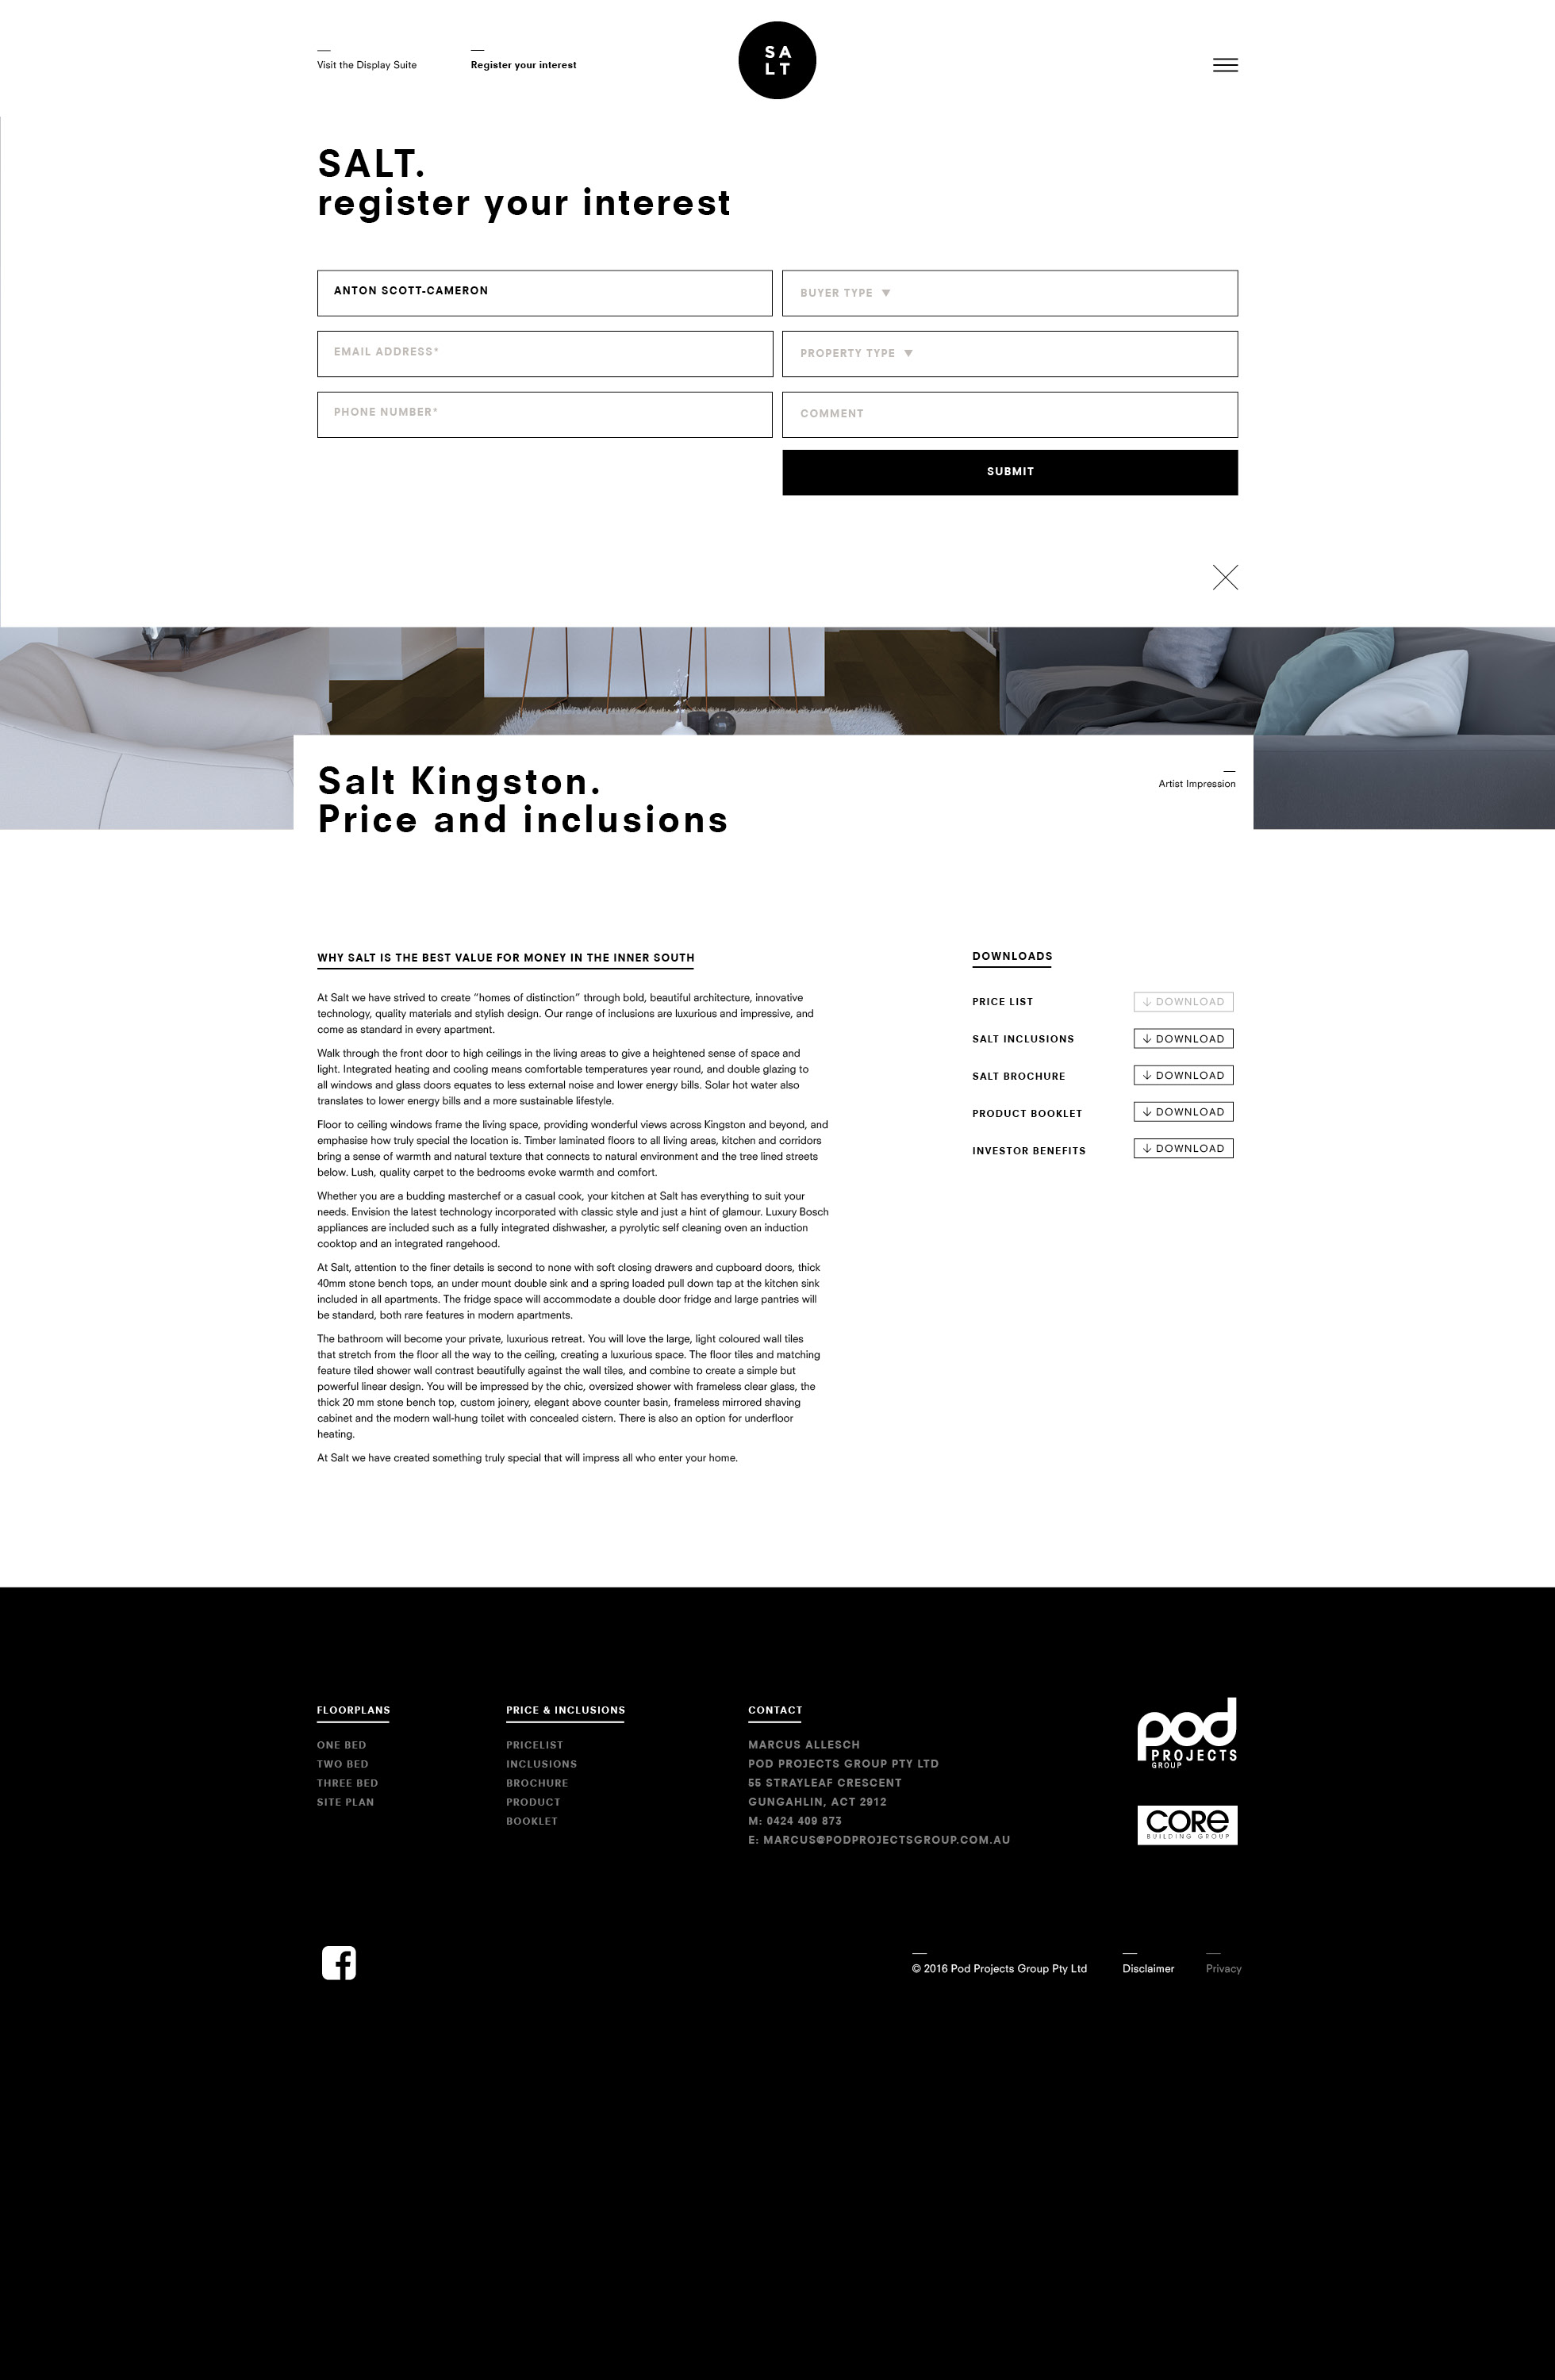 Visit the Display Suite
Register your interest
SA
LT
SALT.
register your interest
ANTON SCOTT-CAMERON
BUYER TYPE ▼
EMAIL ADDRESS*
PROPERTY TYPE ▼
PHONE NUMBER*
COMMENT
SUBMIT
Salt Kingston.
Price and inclusions
Artist Impression
WHY SALT IS THE BEST VALUE FOR MONEY IN THE INNER SOUTH
At Salt we have strived to create “homes of distinction” through bold, beautiful architecture, innovative
technology, quality materials and stylish design. Our range of inclusions are luxurious and impressive, and
come as standard in every apartment.
Walk through the front door to high ceilings in the living areas to give a heightened sense of space and
light. Integrated heating and cooling means comfortable temperatures year round, and double glazing to
all windows and glass doors equates to less external noise and lower energy bills. Solar hot water also
translates to lower energy bills and a more sustainable lifestyle.
Floor to ceiling windows frame the living space, providing wonderful views across Kingston and beyond, and
emphasise how truly special the location is. Timber laminated floors to all living areas, kitchen and corridors
bring a sense of warmth and natural texture that connects to natural environment and the tree lined streets
below. Lush, quality carpet to the bedrooms evoke warmth and comfort.
Whether you are a budding masterchef or a casual cook, your kitchen at Salt has everything to suit your
needs. Envision the latest technology incorporated with classic style and just a hint of glamour. Luxury Bosch
appliances are included such as a fully integrated dishwasher, a pyrolytic self cleaning oven an induction
cooktop and an integrated rangehood.
At Salt, attention to the finer details is second to none with soft closing drawers and cupboard doors, thick
40mm stone bench tops, an under mount double sink and a spring loaded pull down tap at the kitchen sink
included in all apartments. The fridge space will accommodate a double door fridge and large pantries will
be standard, both rare features in modern apartments.
The bathroom will become your private, luxurious retreat. You will love the large, light coloured wall tiles
that stretch from the floor all the way to the ceiling, creating a luxurious space. The floor tiles and matching
feature tiled shower wall contrast beautifully against the wall tiles, and combine to create a simple but
powerful linear design. You will be impressed by the chic, oversized shower with frameless clear glass, the
thick 20 mm stone bench top, custom joinery, elegant above counter basin, frameless mirrored shaving
cabinet and the modern wall-hung toilet with concealed cistern. There is also an option for underfloor
heating.
At Salt we have created something truly special that will impress all who enter your home.
DOWNLOADS
PRICE LIST ↓ DOWNLOAD
SALT INCLUSIONS ↓ DOWNLOAD
SALT BROCHURE ↓ DOWNLOAD
PRODUCT BOOKLET ↓ DOWNLOAD
INVESTOR BENEFITS ↓ DOWNLOAD
FLOORPLANS
ONE BED
TWO BED
THREE BED
SITE PLAN
PRICE & INCLUSIONS
PRICELIST
INCLUSIONS
BROCHURE
PRODUCT
BOOKLET
CONTACT
MARCUS ALLESCH
POD PROJECTS GROUP PTY LTD
55 STRAYLEAF CRESCENT
GUNGAHLIN, ACT 2912
M: 0424 409 873
E: MARCUS@PODPROJECTSGROUP.COM.AU
pod
PROJECTS
GROUP
CORE
BUILDING GROUP
© 2016 Pod Projects Group Pty Ltd
Disclaimer
Privacy